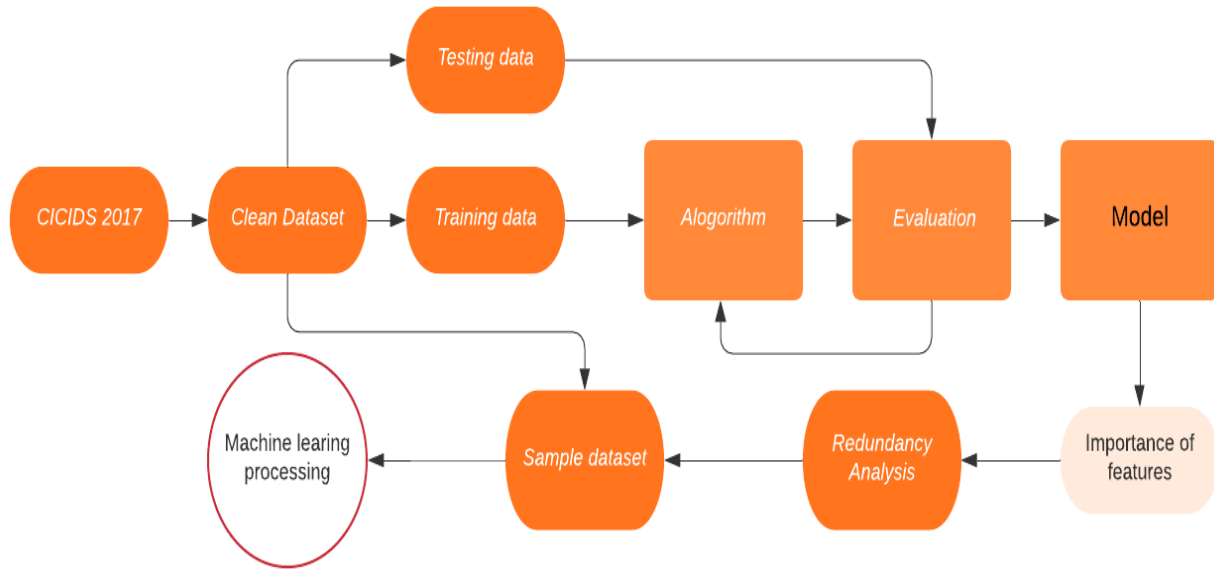 Testing data
CICIDS 2017
Clean Dataset
Training data
Alogorithm
Evaluation
Model
Machine learing
processing
Sample dataset
Redundancy
Analysis
Importance of
features